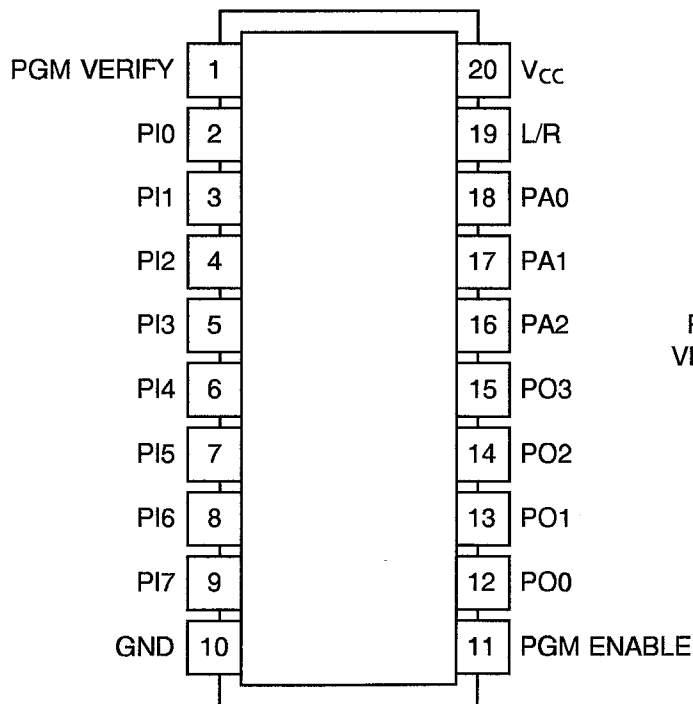 PGM VERIFY 1 20 VCC
PI0 2 19 L/R
PI1 3 18 PA0
PI2 4 17 PA1
PI3 5 16 PA2
PI4 6 15 PO3
PI5 7 14 PO2
PI6 8 13 PO1
PI7 9 12 PO0
GND 10 11 PGM ENABLE